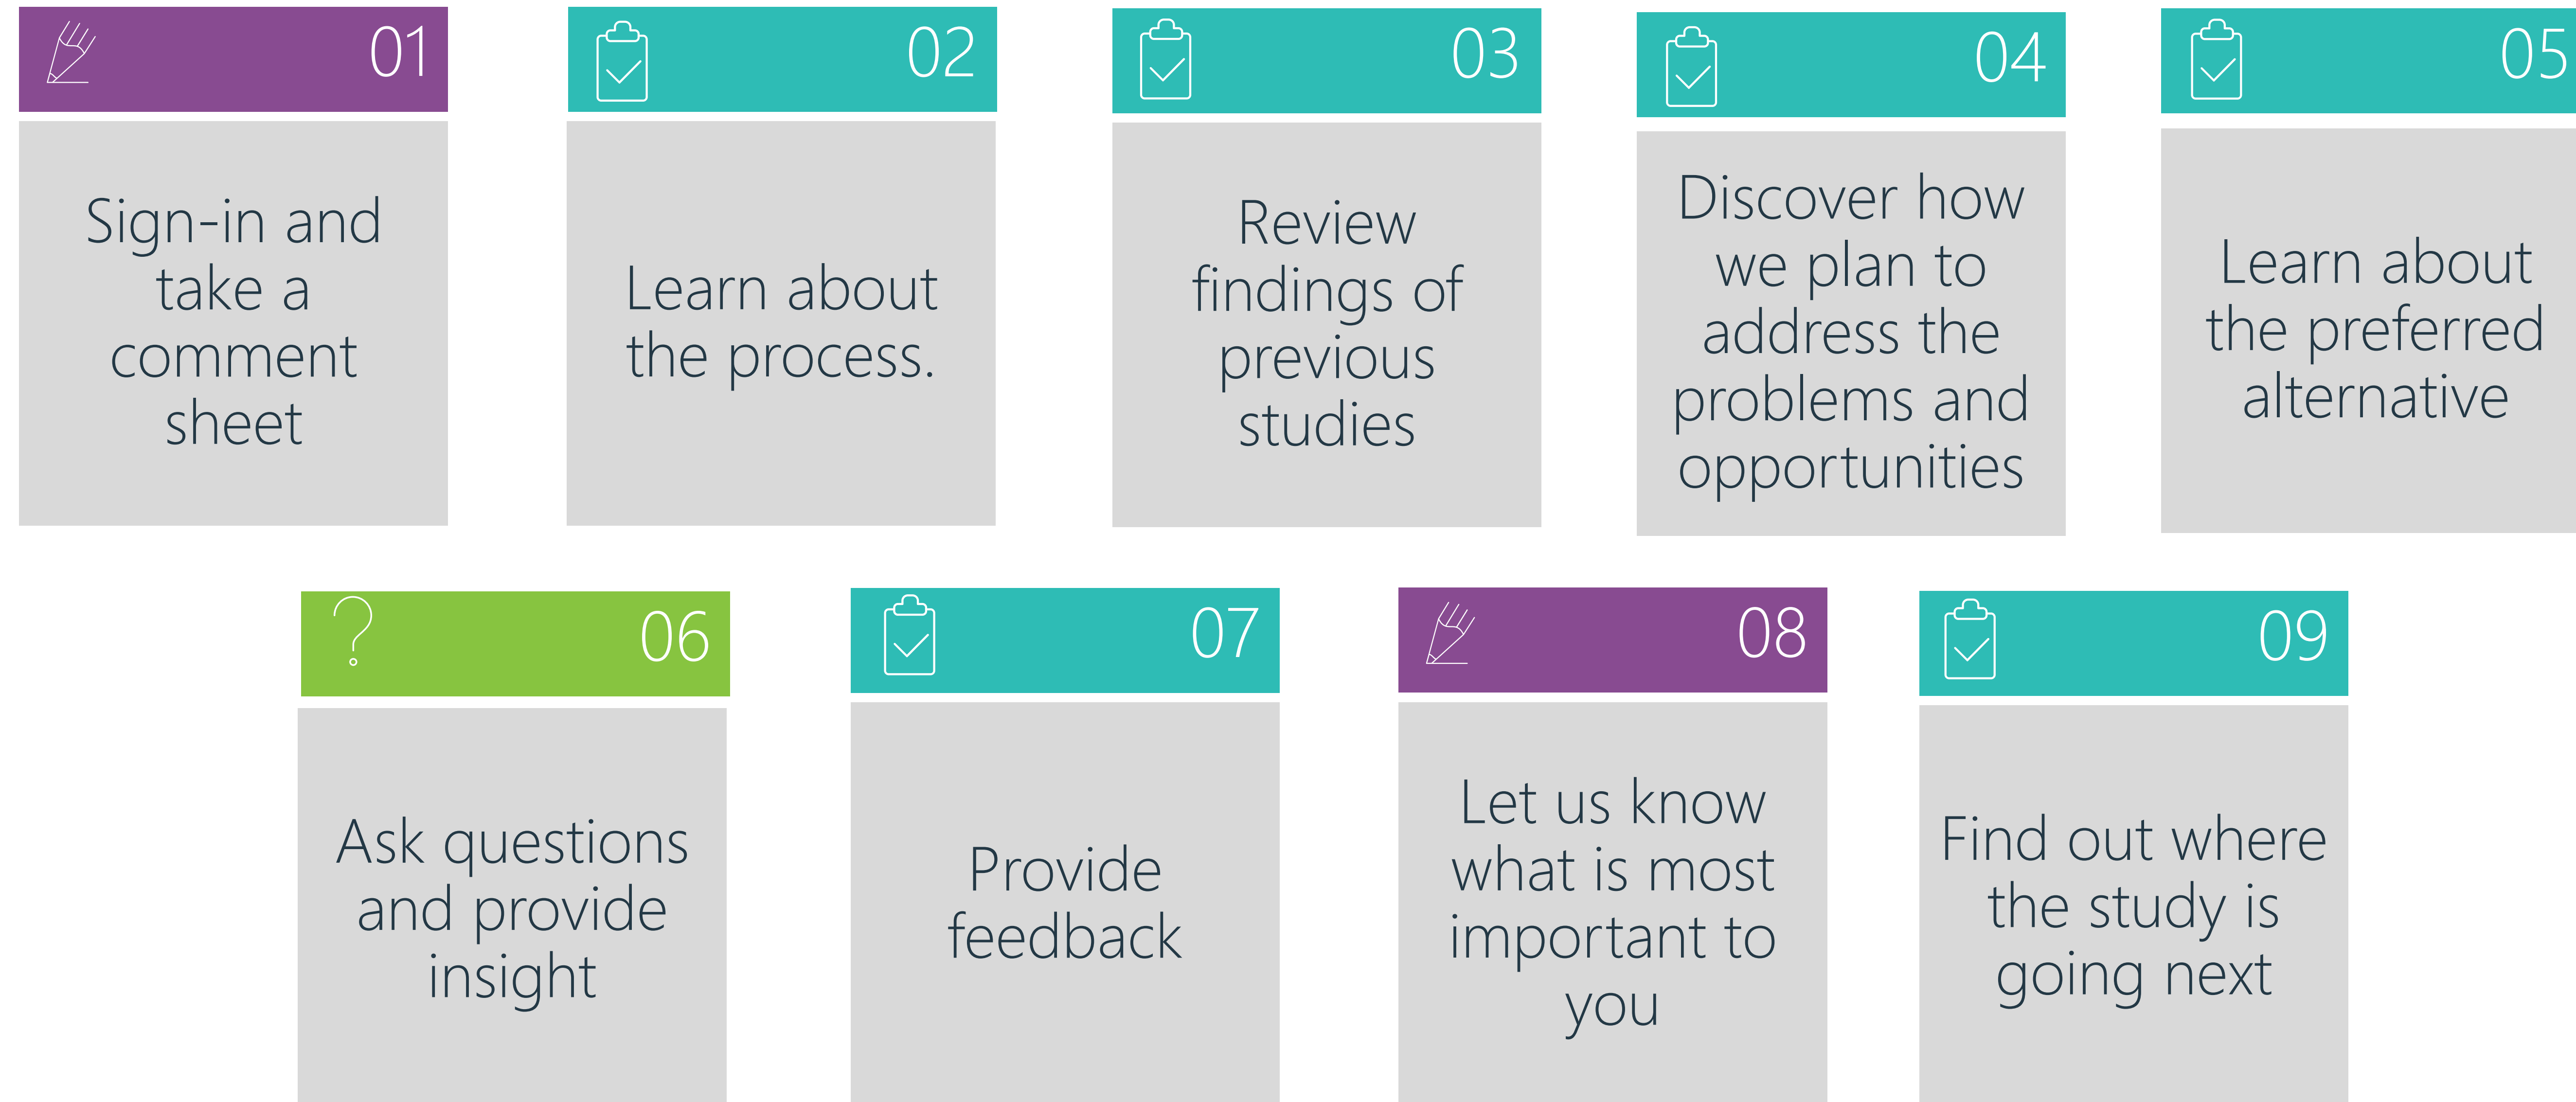 01
Sign-in and
take a
comment
sheet
02
Learn about
the process.
03
Review
findings of
previous
studies
04
Discover how
we plan to
address the
problems and
opportunities
05
Learn about
the preferred
alternative
06
Ask questions
and provide
insight
07
Provide
feedback
08
Let us know
what is most
important to
you
09
Find out where
the study is
going next